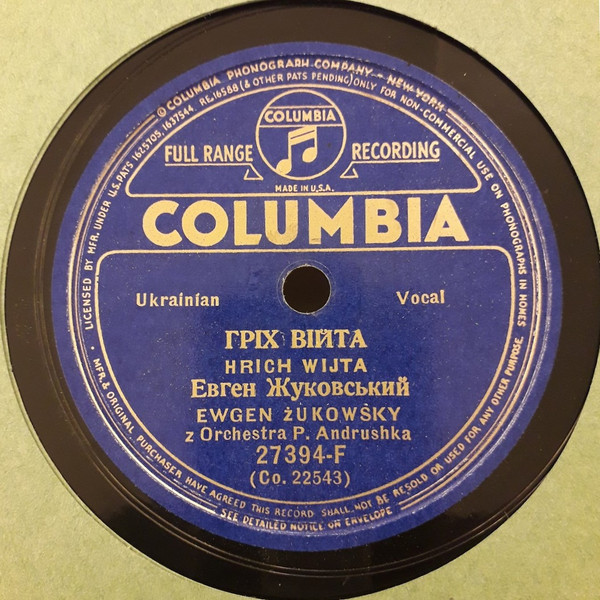 © COLUMBIA PHONOGRAPH COMPANY - NEW YORK
LICENSED BY MFR. UNDER U.S. PATS 1625705, 1637544 RE. 16588 (& OTHER PATS PENDING) ONLY FOR NON-COMMERCIAL USE ON PHONOGRAPHS IN HOMES
COLUMBIA
FULL RANGE RECORDING
MADE IN U.S.A.
COLUMBIA
Ukrainian Vocal
ГРІХ ВІЙТА
HRICH WIJTA
Евген Жуковський
EWGEN ŻUKOWŚKY
z Orchestra P. Andrushka
27394-F
(Co. 22543)
MFR. & ORIGINAL PURCHASER HAVE AGREED THIS RECORD SHALL NOT BE RESOLD OR USED FOR ANY OTHER PURPOSE.
SEE DETAILED NOTICE ON ENVELOPE